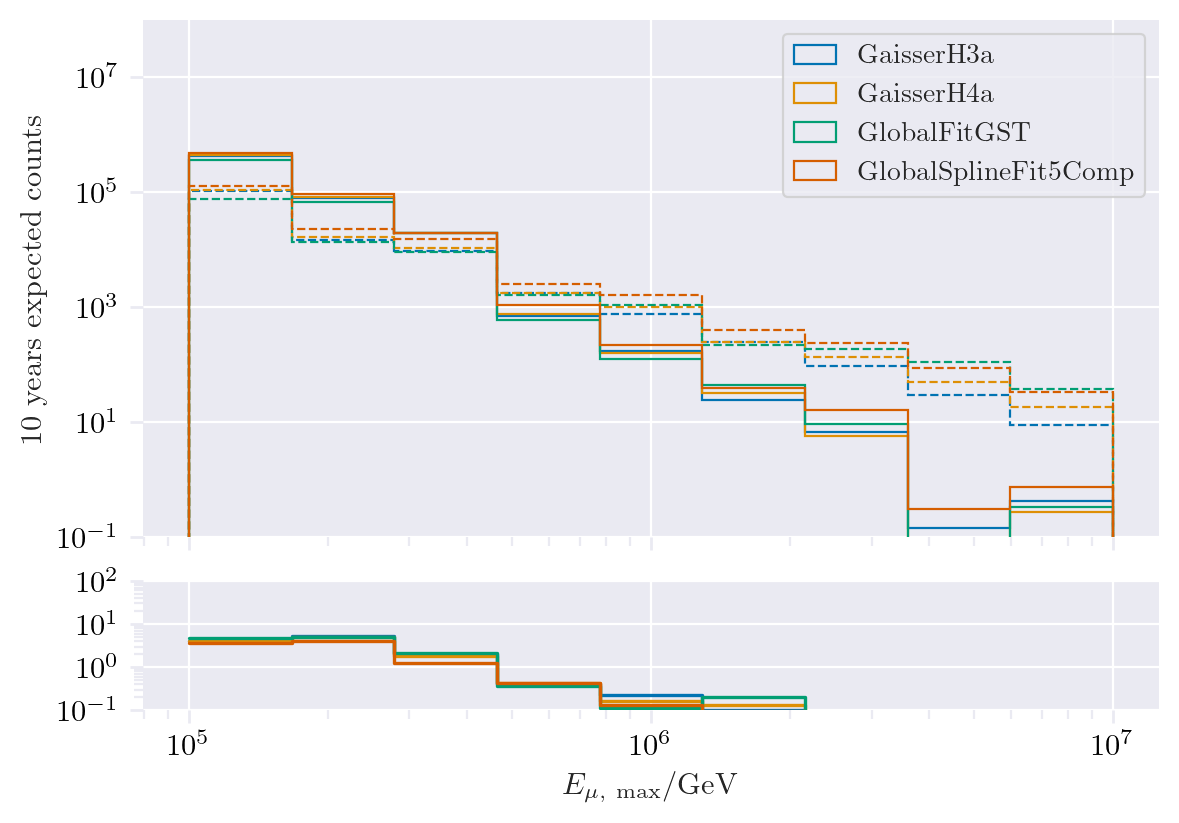 10^7
10^5
10^3
10^1
10^−1
10 years expected counts
GaisserH3a
GaisserH4a
GlobalFitGST
GlobalSplineFit5Comp
10^2
10^1
10^0
10^−1
10^5
10^6
10^7
E_μ, max/GeV